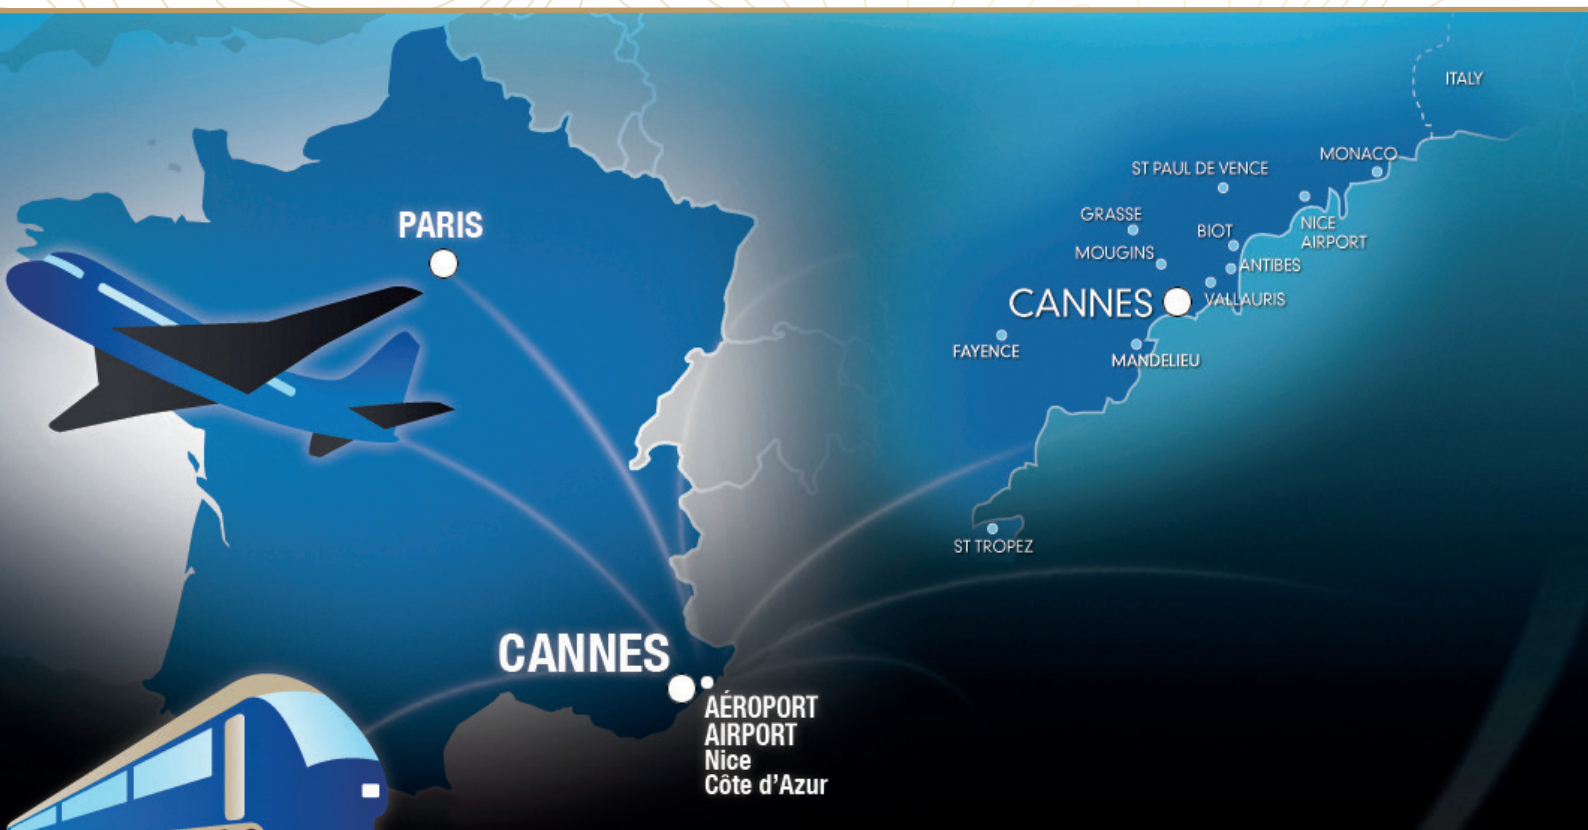 PARIS
CANNES
AÉROPORT
AIRPORT
Nice
Côte d'Azur
ITALY
MONACO
ST PAUL DE VENCE
NICE
AIRPORT
GRASSE
BIOT
MOUGINS
ANTIBES
CANNES
VALLAURIS
FAYENCE
MANDELIEU
ST TROPEZ